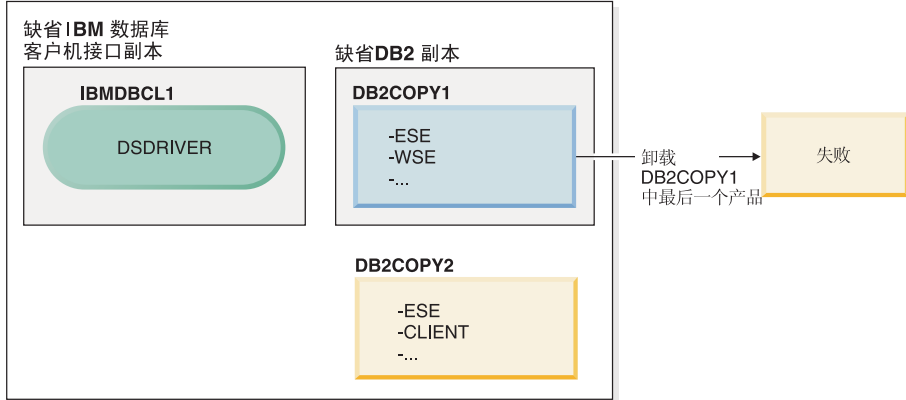 缺省IBM 数据库
客户机接口副本
IBMDBCL1
DSDRIVER
缺省DB2 副本
DB2COPY1
-ESE
-WSE
-...
卸载
DB2COPY1
中最后一个产品
失败
DB2COPY2
-ESE
-CLIENT
-...